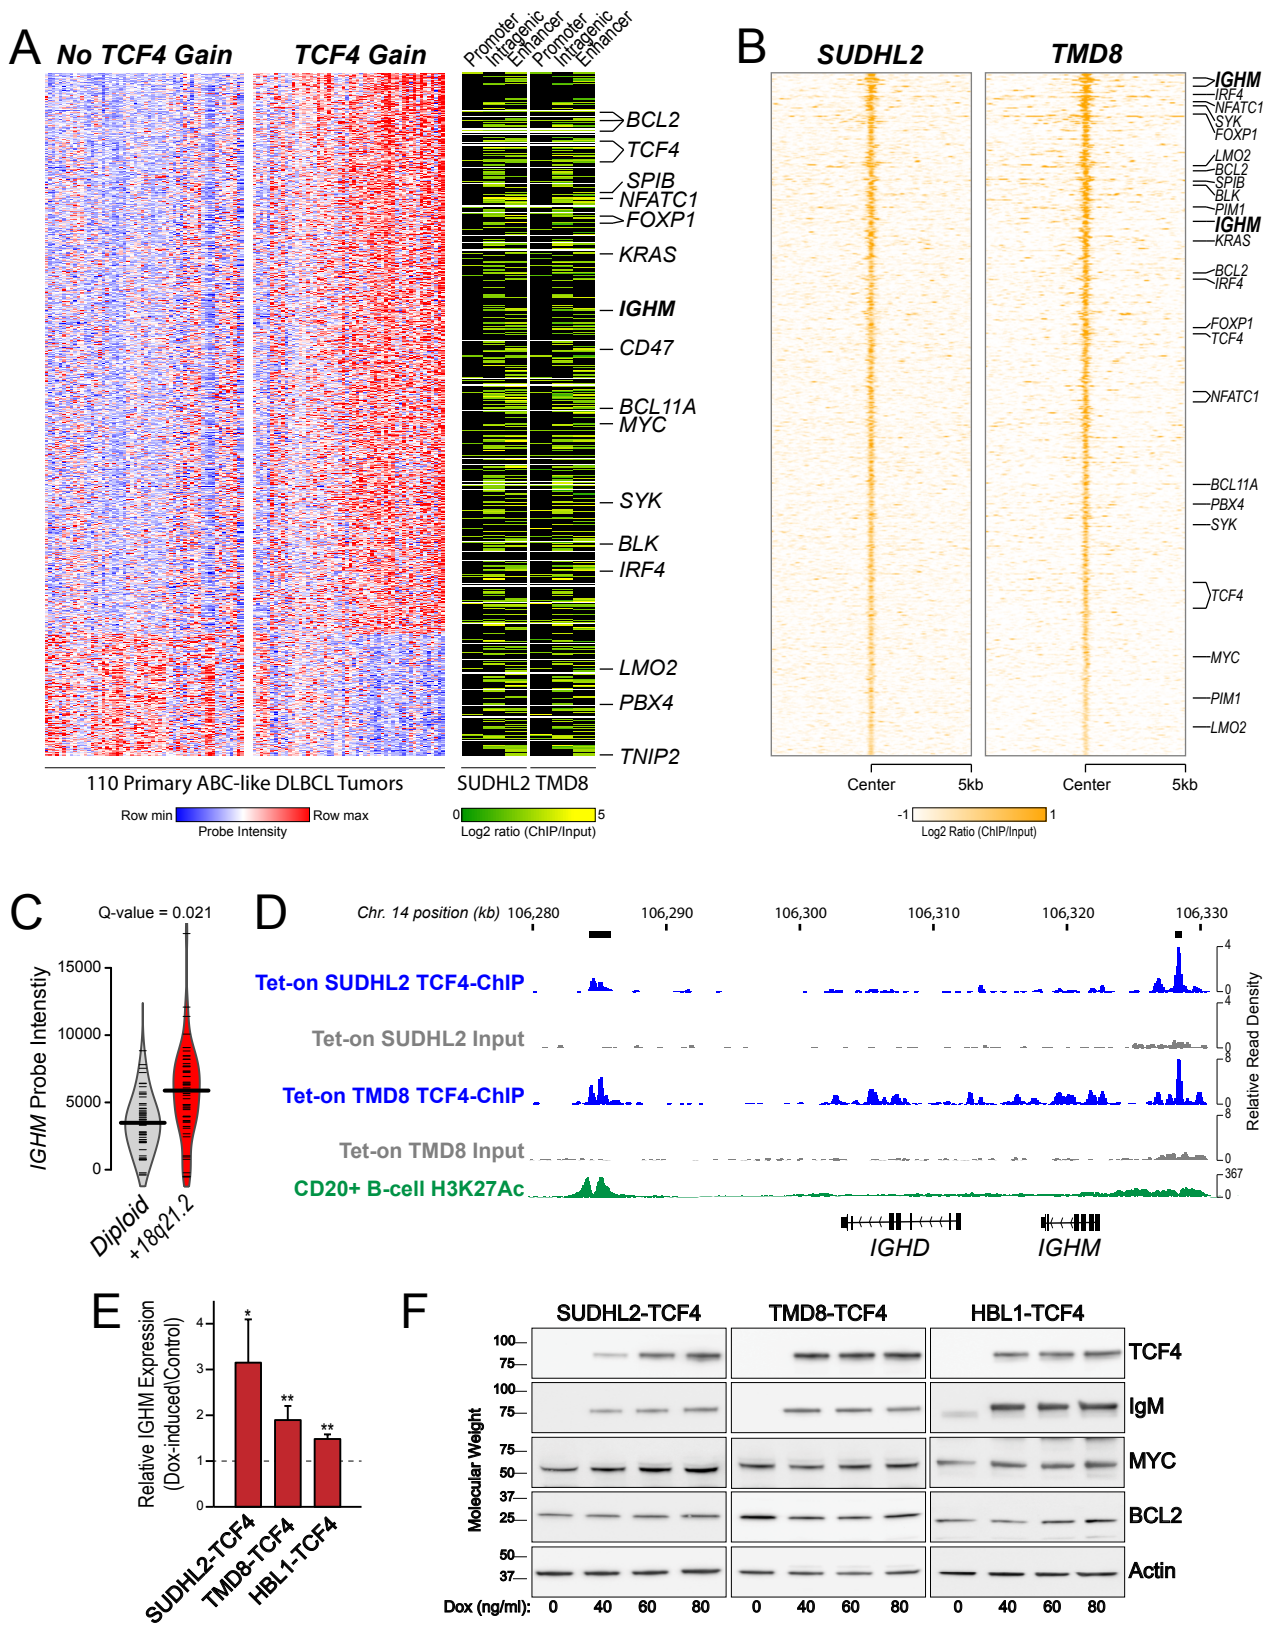 A
No TCF4 Gain
TCF4 Gain
Promoter
Intragenic
Enhancer
Promoter
Intragenic
Enhancer
BCL2
TCF4
SPIB
NFATC1
FOXP1
KRAS
IGHM
CD47
BCL11A
MYC
SYK
BLK
IRF4
LMO2
PBX4
TNIP2
110 Primary ABC-like DLBCL Tumors
SUDHL2 TMD8
Row min
Row max
Probe Intensity
0
5
Log2 ratio (ChIP/Input)
B
SUDHL2
TMD8
IGHM
IRF4
NFATC1
SYK
FOXP1
LMO2
BCL2
SPIB
BLK
PIM1
IGHM
KRAS
BCL2
IRF4
FOXP1
TCF4
NFATC1
BCL11A
PBX4
SYK
TCF4
MYC
PIM1
LMO2
Center
5kb
Center
5kb
-1
1
Log2 Ratio (ChIP/Input)
C
Q-value = 0.021
IGHM Probe Intenstiy
15000
10000
5000
0
Diploid
+18q21.2
D
Chr. 14 position (kb)
106,280
106,290
106,300
106,310
106,320
106,330
Tet-on SUDHL2 TCF4-ChIP
4
0
Tet-on SUDHL2 Input
4
0
Tet-on TMD8 TCF4-ChIP
8
0
Tet-on TMD8 Input
8
0
CD20+ B-cell H3K27Ac
367
0
Relative Read Density
IGHD
IGHM
E
Relative IGHM Expression
(Dox-induced\Control)
4
3
2
1
0
*
**
**
SUDHL2-TCF4
TMD8-TCF4
HBL1-TCF4
F
SUDHL2-TCF4
TMD8-TCF4
HBL1-TCF4
Molecular Weight
100
75
TCF4
100
75
IgM
75
50
MYC
37
25
BCL2
50
37
Actin
Dox (ng/ml):
0
40
60
80
0
40
60
80
0
40
60
80